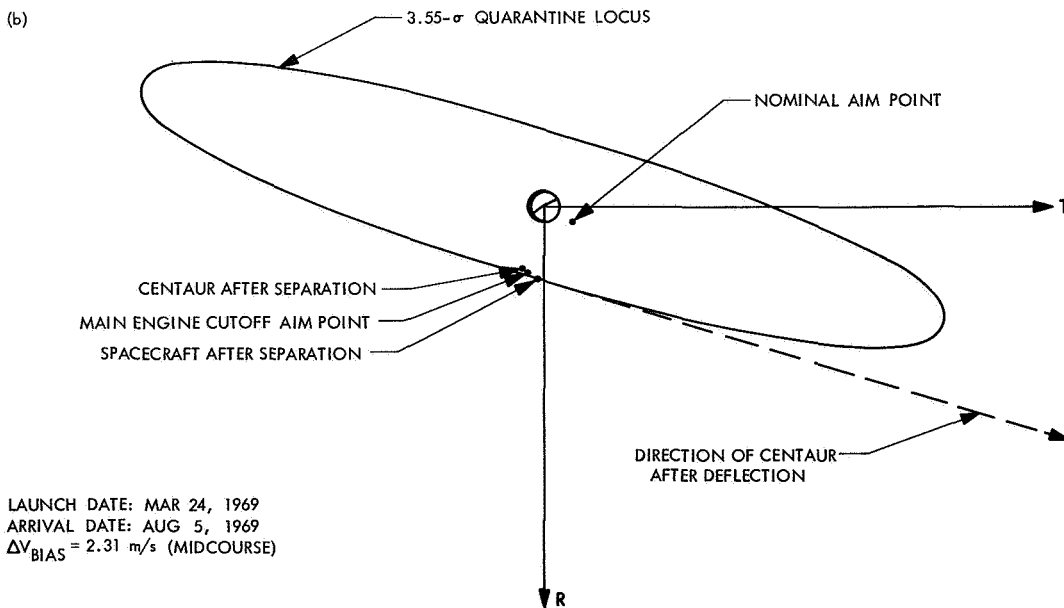 (b)
3.55-σ QUARANTINE LOCUS
NOMINAL AIM POINT
T
CENTAUR AFTER SEPARATION
MAIN ENGINE CUTOFF AIM POINT
SPACECRAFT AFTER SEPARATION
DIRECTION OF CENTAUR
AFTER DEFLECTION
LAUNCH DATE: MAR 24, 1969
ARRIVAL DATE: AUG 5, 1969
ΔV_BIAS = 2.31 m/s (MIDCOURSE)
R